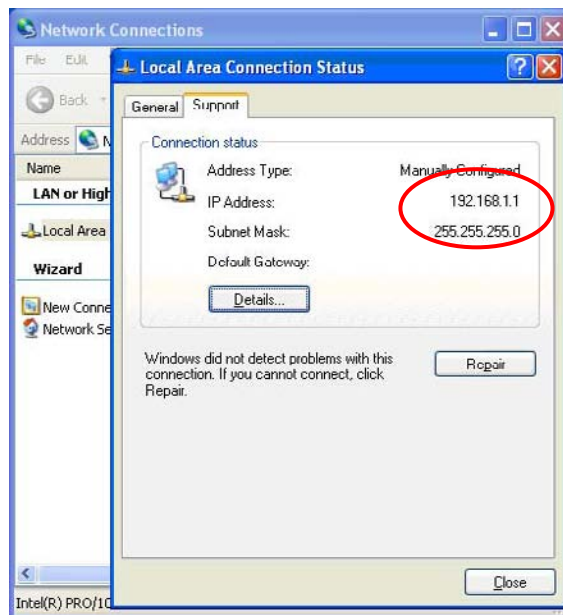 Network Connections
File Edit
Back
Address
Name
LAN or High
Local Area
Wizard
New Conne
Network Se
Intel(R) PRO/10
Local Area Connection Status
General Support
Connection status
Address Type: Manually Configured
IP Address: 192.168.1.1
Subnet Mask: 255.255.255.0
Default Gateway:
Details...
Windows did not detect problems with this
connection. If you cannot connect, click
Repair.
Repair
Close